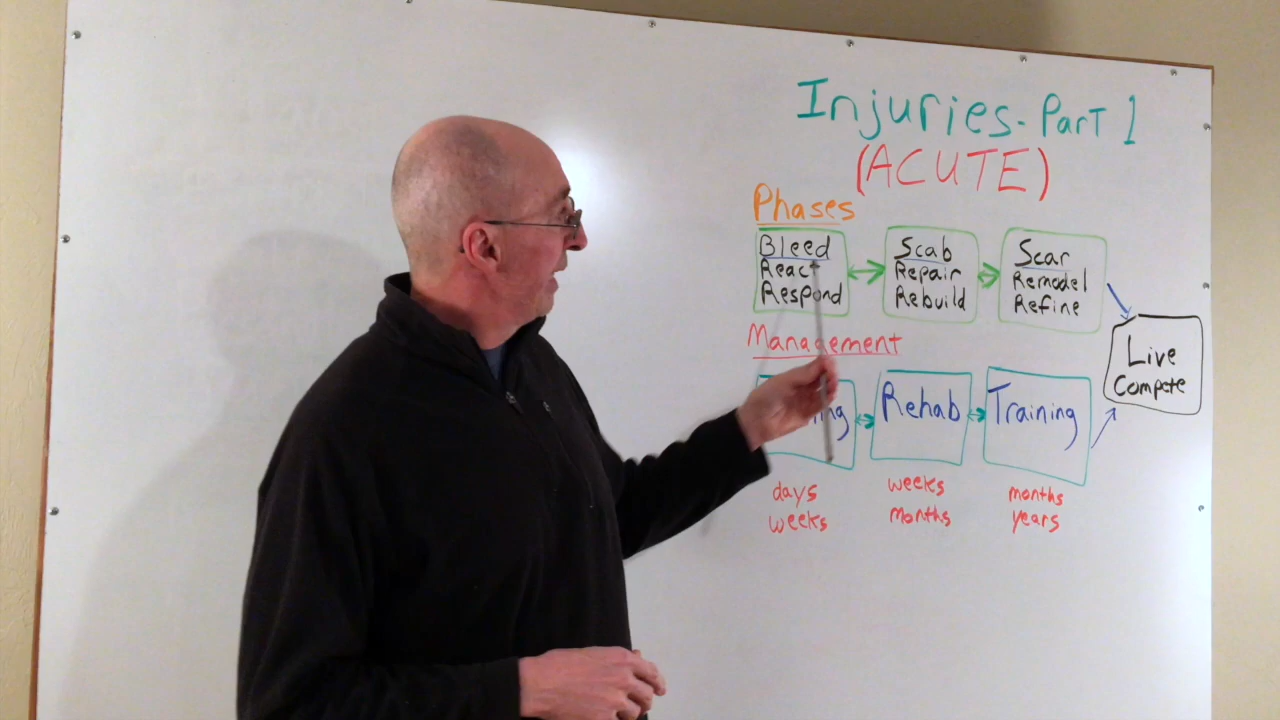 Injuries - Part 1
(ACUTE)
Phases
Bleed
React
Respond
Scab
Repair
Rebuild
Scar
Remodel
Refine
Live
Compete
Management
Rehab
Training
days
weeks
weeks
months
months
years